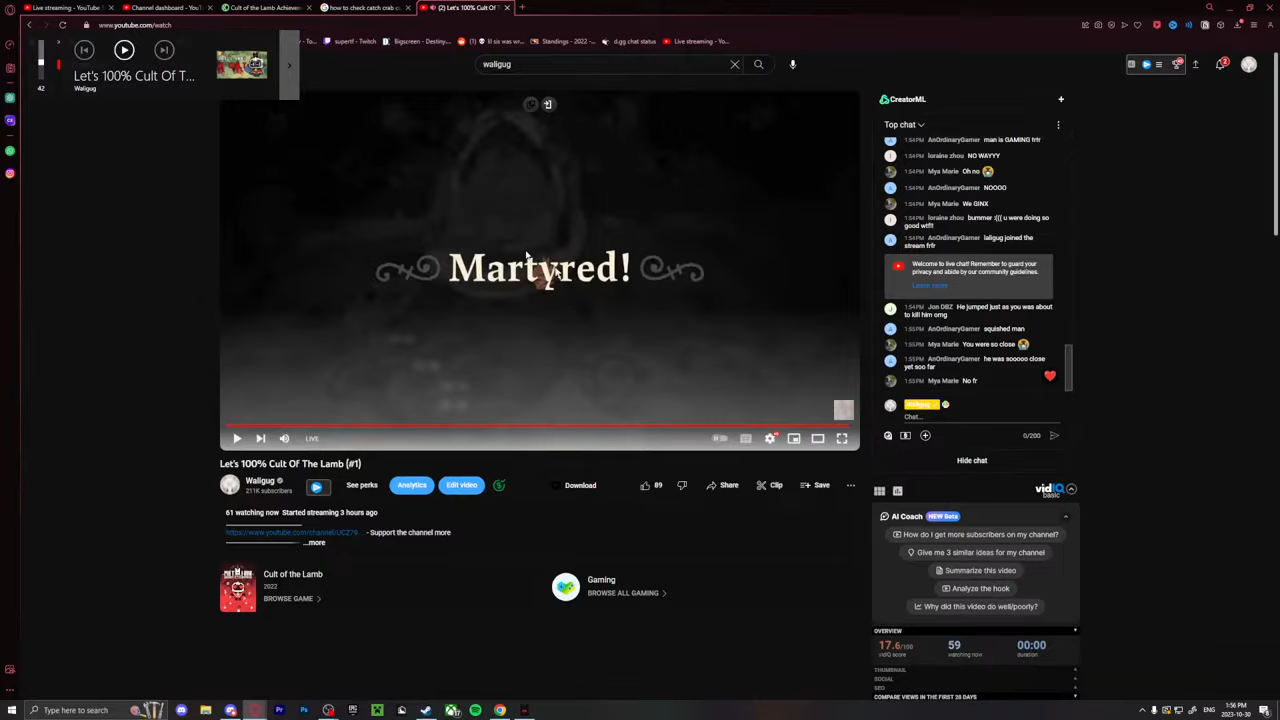 Live streaming - YouTube S
Channel dashboard - YouTu
Cult of the Lamb Achieven
how to check catch crab c
(2) Let's 100% Cult Of T
https://www.youtube.com/watch
supertf - Twitch
Bigscreen - Destiny,...
(1) lil sis was wr...
Standings - 2022 -...
d.gg chat status
Live streaming - Yo...
Let's 100% Cult Of T...
Waligug
42
waligug
2
Martyred!
LIVE
Let's 100% Cult Of The Lamb (#1)
Waligug
211K subscribers
See perks
Analytics
Edit video
Download
89
Share
Clip
Save
61 watching now Started streaming 3 hours ago
https://www.youtube.com/channel/UCZ79... - Support the channel more
...more
Cult of the Lamb
2022
BROWSE GAME
Gaming
BROWSE ALL GAMING
CreatorML
Top chat
1:54PM AnOrdinaryGamer man is GAMING frfr
1:54PM loraine zhou NO WAYYY
1:54PM Mya Marie Oh no
1:54PM AnOrdinaryGamer NOOOO
1:54PM Mya Marie We GINX
1:54PM loraine zhou bummer :((( u were doing so
good wtf!!
1:54PM AnOrdinaryGamer laligug joined the
stream frfr
Welcome to live chat! Remember to guard your
privacy and abide by our community guidelines.
Learn more
1:54PM Jon DBZ He jumped just as you was about
to kill him omg
1:55PM AnOrdinaryGamer squished man
1:55PM Mya Marie You were so close
1:55PM AnOrdinaryGamer he was sooooo close
yet soo far
1:55PM Mya Marie No fr
Chat...
0/200
Hide chat
vidIQ
basic
AI Coach NEW Beta
How do I get more subscribers on my channel?
Give me 3 similar ideas for my channel
Summarize this video
Analyze the hook
Why did this video do well/poorly?
OVERVIEW
17.6/100
vidIQ score
59
watching now
00:00
duration
THUMBNAIL
SOCIAL
SEO
COMPARE VIEWS IN THE FIRST 28 DAYS
Type here to search
ENG
1:56 PM
2023-10-30